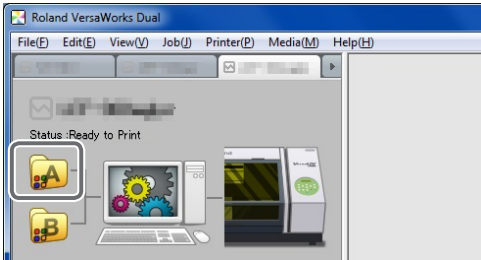 Roland VersaWorks Dual
File(F) Edit(E) View(V) Job(J) Printer(P) Media(M) Help(H)
Status :Ready to Print
A
B